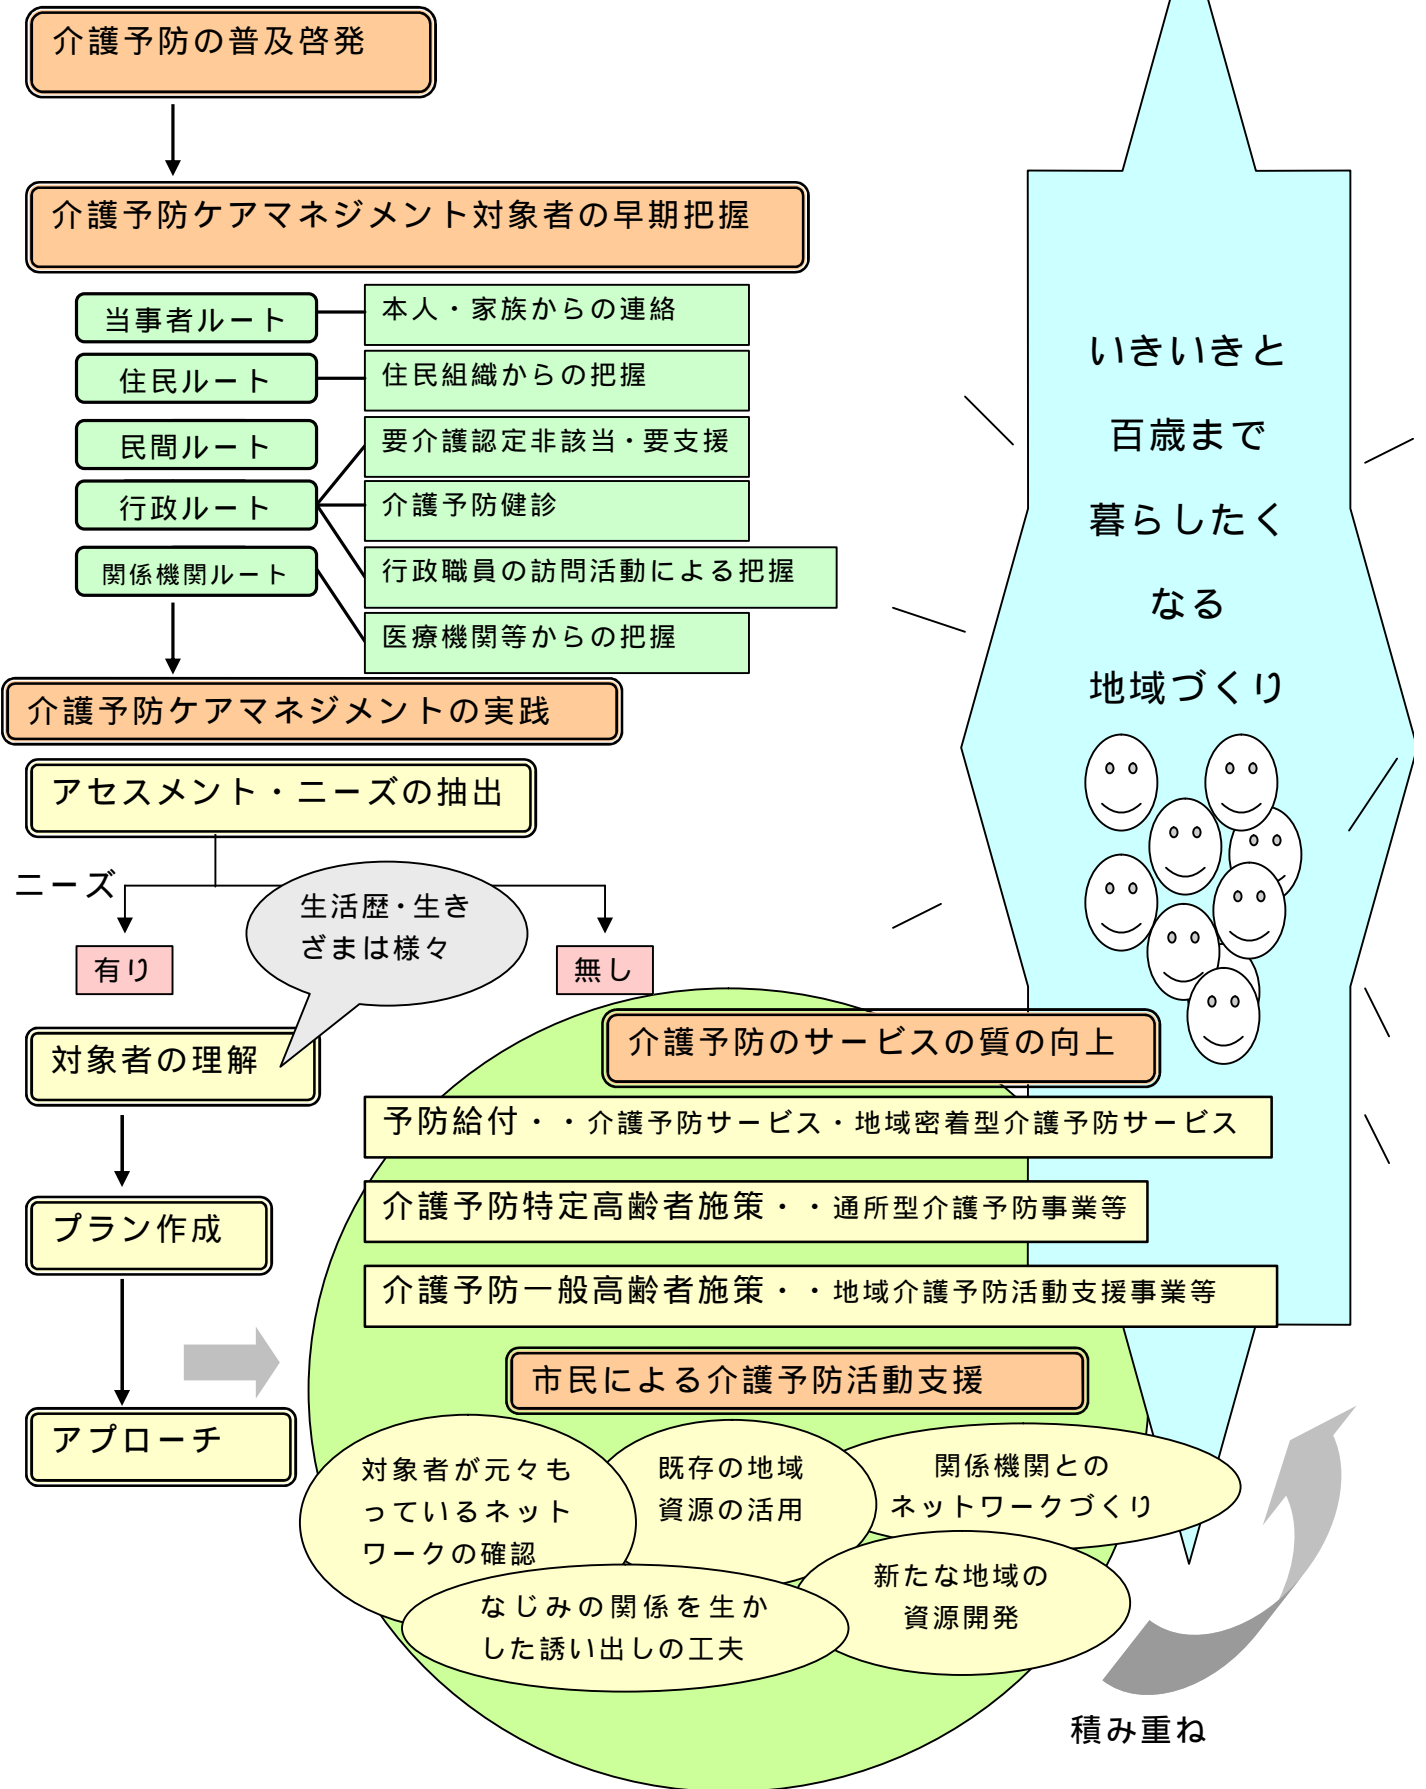 介護予防の普及啓発
介護予防ケアマネジメント対象者の早期把握
当事者ルート
本人・家族からの連絡
住民ルート
住民組織からの把握
民間ルート
要介護認定非該当・要支援
行政ルート
介護予防健診
関係機関ルート
行政職員の訪問活動による把握
医療機関等からの把握
介護予防ケアマネジメントの実践
アセスメント・ニーズの抽出
ニーズ
生活歴・生き
ざまは様々
有り
無し
対象者の理解
プラン作成
アプローチ
いきいきと
百歳まで
暮らしたく
なる
地域づくり
介護予防のサービスの質の向上
予防給付・・介護予防サービス・地域密着型介護予防サービス
介護予防特定高齢者施策・・通所型介護予防事業等
介護予防一般高齢者施策・・地域介護予防活動支援事業等
市民による介護予防活動支援
対象者が元々も
っているネット
ワークの確認
既存の地域
資源の活用
関係機関との
ネットワークづくり
なじみの関係を生か
した誘い出しの工夫
新たな地域の
資源開発
積み重ね